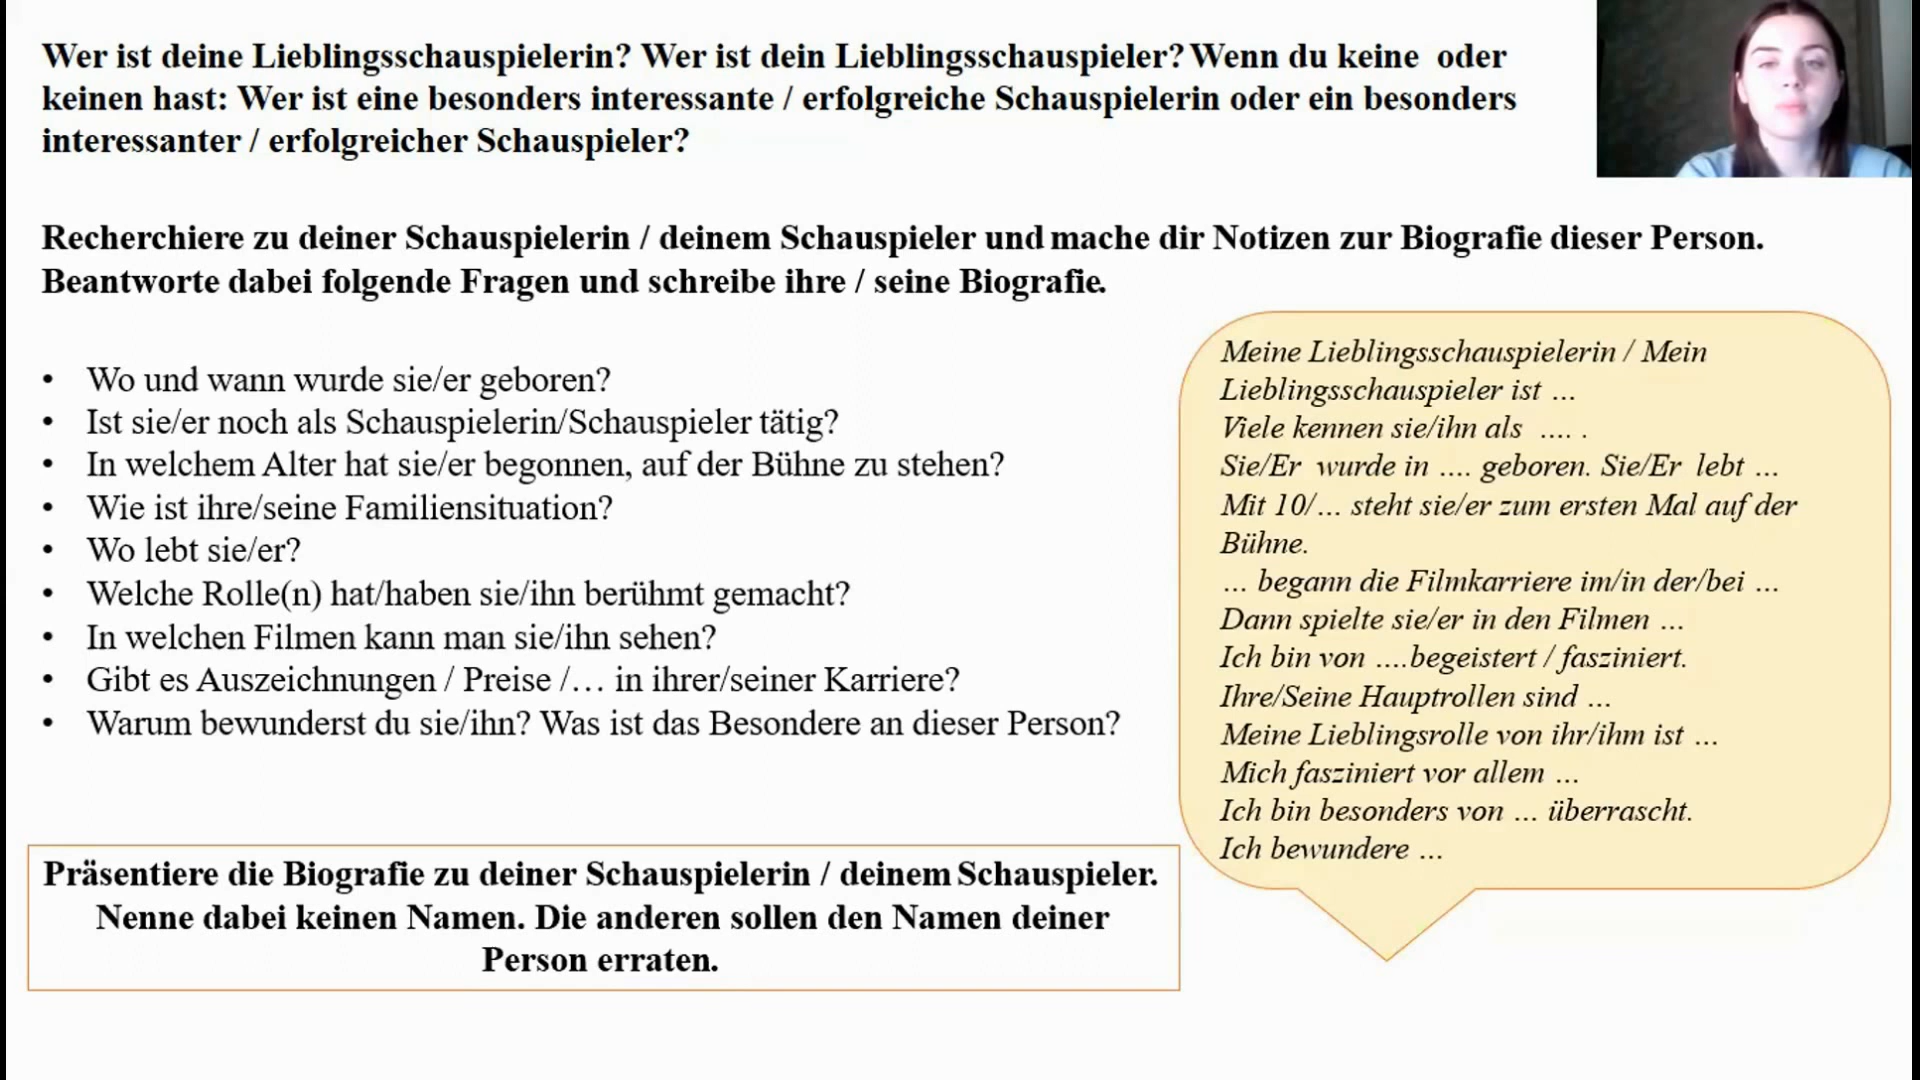 Wer ist deine Lieblingsschauspielerin? Wer ist dein Lieblingsschauspieler? Wenn du keine oder
keinen hast: Wer ist eine besonders interessante / erfolgreiche Schauspielerin oder ein besonders
interessanter / erfolgreicher Schauspieler?
Recherchiere zu deiner Schauspielerin / deinem Schauspieler und mache dir Notizen zur Biografie dieser Person.
Beantworte dabei folgende Fragen und schreibe ihre / seine Biografie.
• Wo und wann wurde sie/er geboren?
• Ist sie/er noch als Schauspielerin/Schauspieler tätig?
• In welchem Alter hat sie/er begonnen, auf der Bühne zu stehen?
• Wie ist ihre/seine Familiensituation?
• Wo lebt sie/er?
• Welche Rolle(n) hat/haben sie/ihn berühmt gemacht?
• In welchen Filmen kann man sie/ihn sehen?
• Gibt es Auszeichnungen / Preise /… in ihrer/seiner Karriere?
• Warum bewunderst du sie/ihn? Was ist das Besondere an dieser Person?
Meine Lieblingsschauspielerin / Mein
Lieblingsschauspieler ist …
Viele kennen sie/ihn als …. .
Sie/Er wurde in …. geboren. Sie/Er lebt …
Mit 10/… steht sie/er zum ersten Mal auf der
Bühne.
… begann die Filmkarriere im/in der/bei …
Dann spielte sie/er in den Filmen …
Ich bin von ….begeistert / fasziniert.
Ihre/Seine Hauptrollen sind …
Meine Lieblingsrolle von ihr/ihm ist …
Mich fasziniert vor allem …
Ich bin besonders von … überrascht.
Ich bewundere …
Präsentiere die Biografie zu deiner Schauspielerin / deinem Schauspieler.
Nenne dabei keinen Namen. Die anderen sollen den Namen deiner
Person erraten.